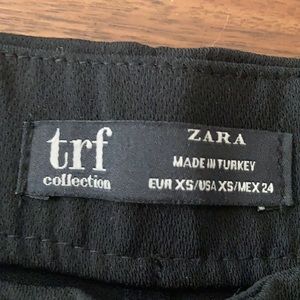 trf
collection
ZARA
MADE IN TURKEY
EUR XS/USA XS/MEX 24